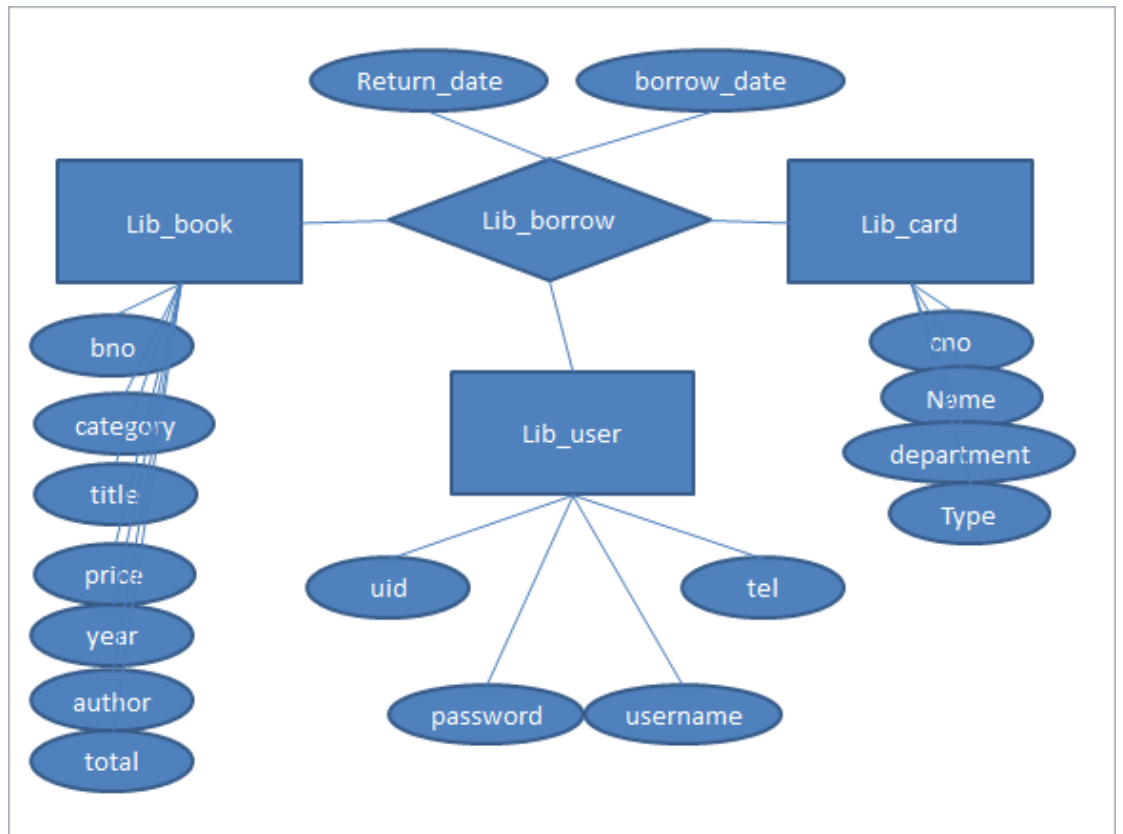 Return_date
borrow_date
Lib_book
Lib_borrow
Lib_card
bno
category
title
price
year
author
total
cno
Name
department
Type
Lib_user
uid
tel
password
username